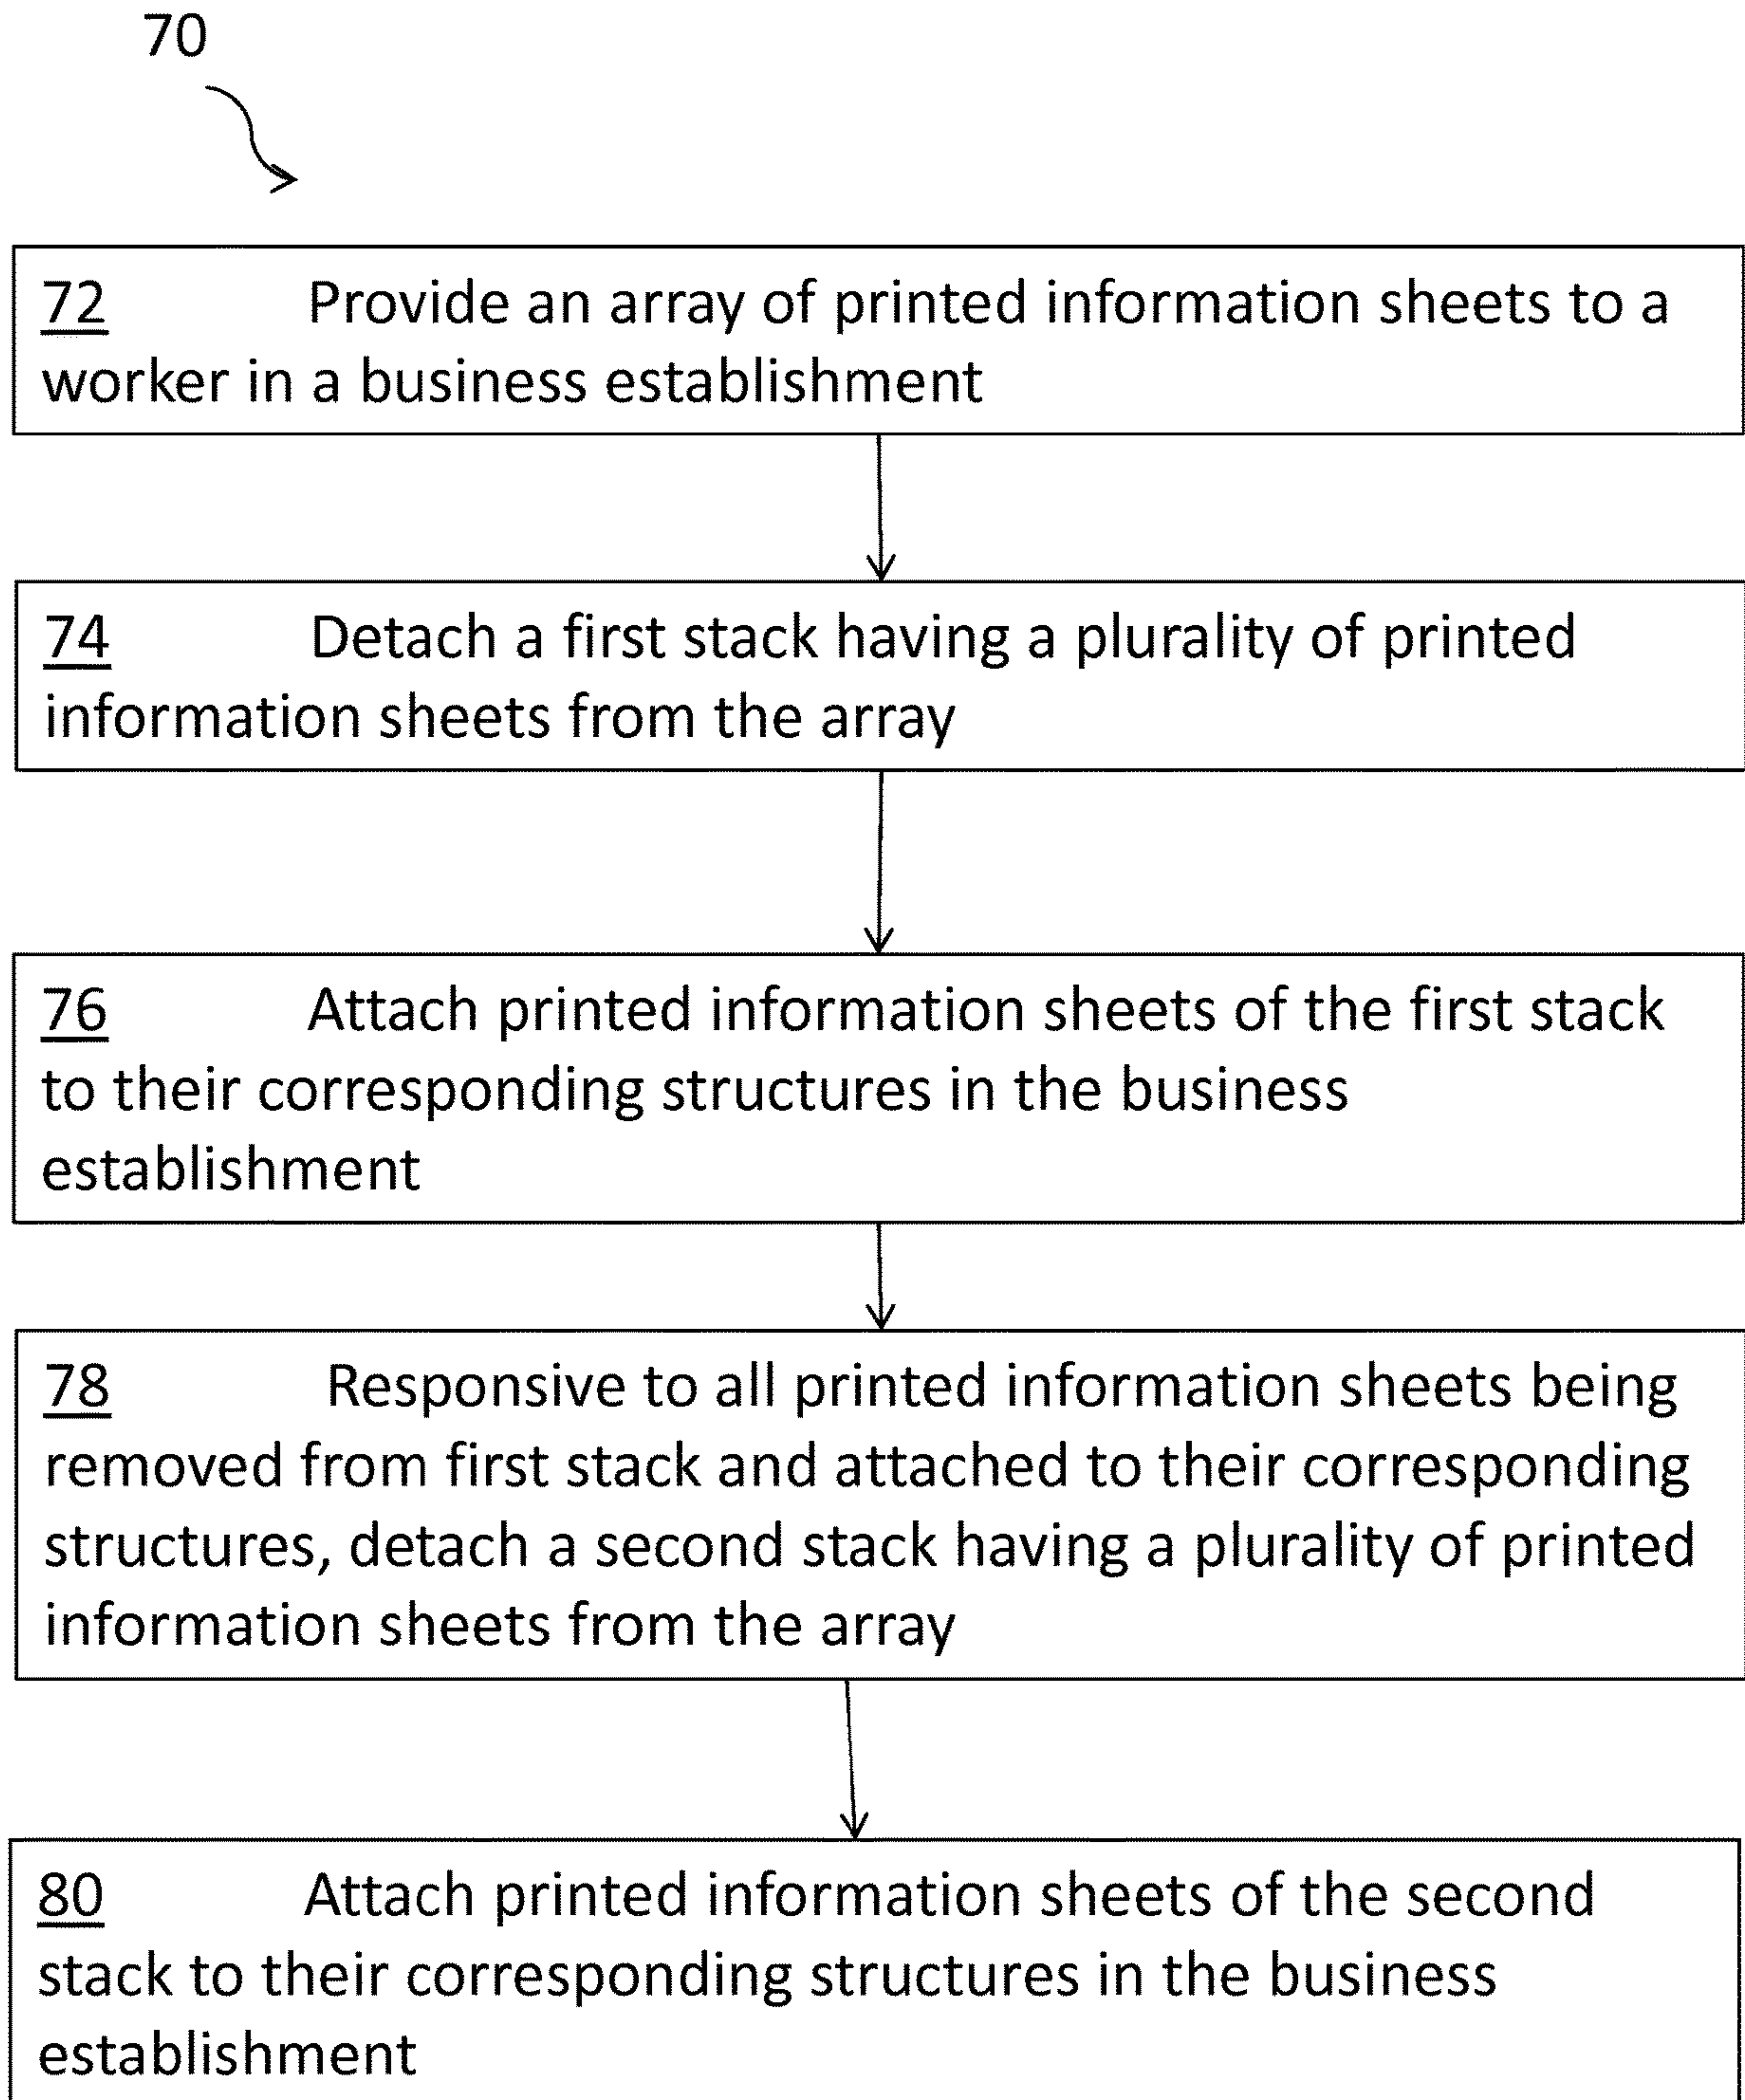 70
72 Provide an array of printed information sheets to a
worker in a business establishment
74 Detach a first stack having a plurality of printed
information sheets from the array
76 Attach printed information sheets of the first stack
to their corresponding structures in the business
establishment
78 Responsive to all printed information sheets being
removed from first stack and attached to their corresponding
structures, detach a second stack having a plurality of printed
information sheets from the array
80 Attach printed information sheets of the second
stack to their corresponding structures in the business
establishment